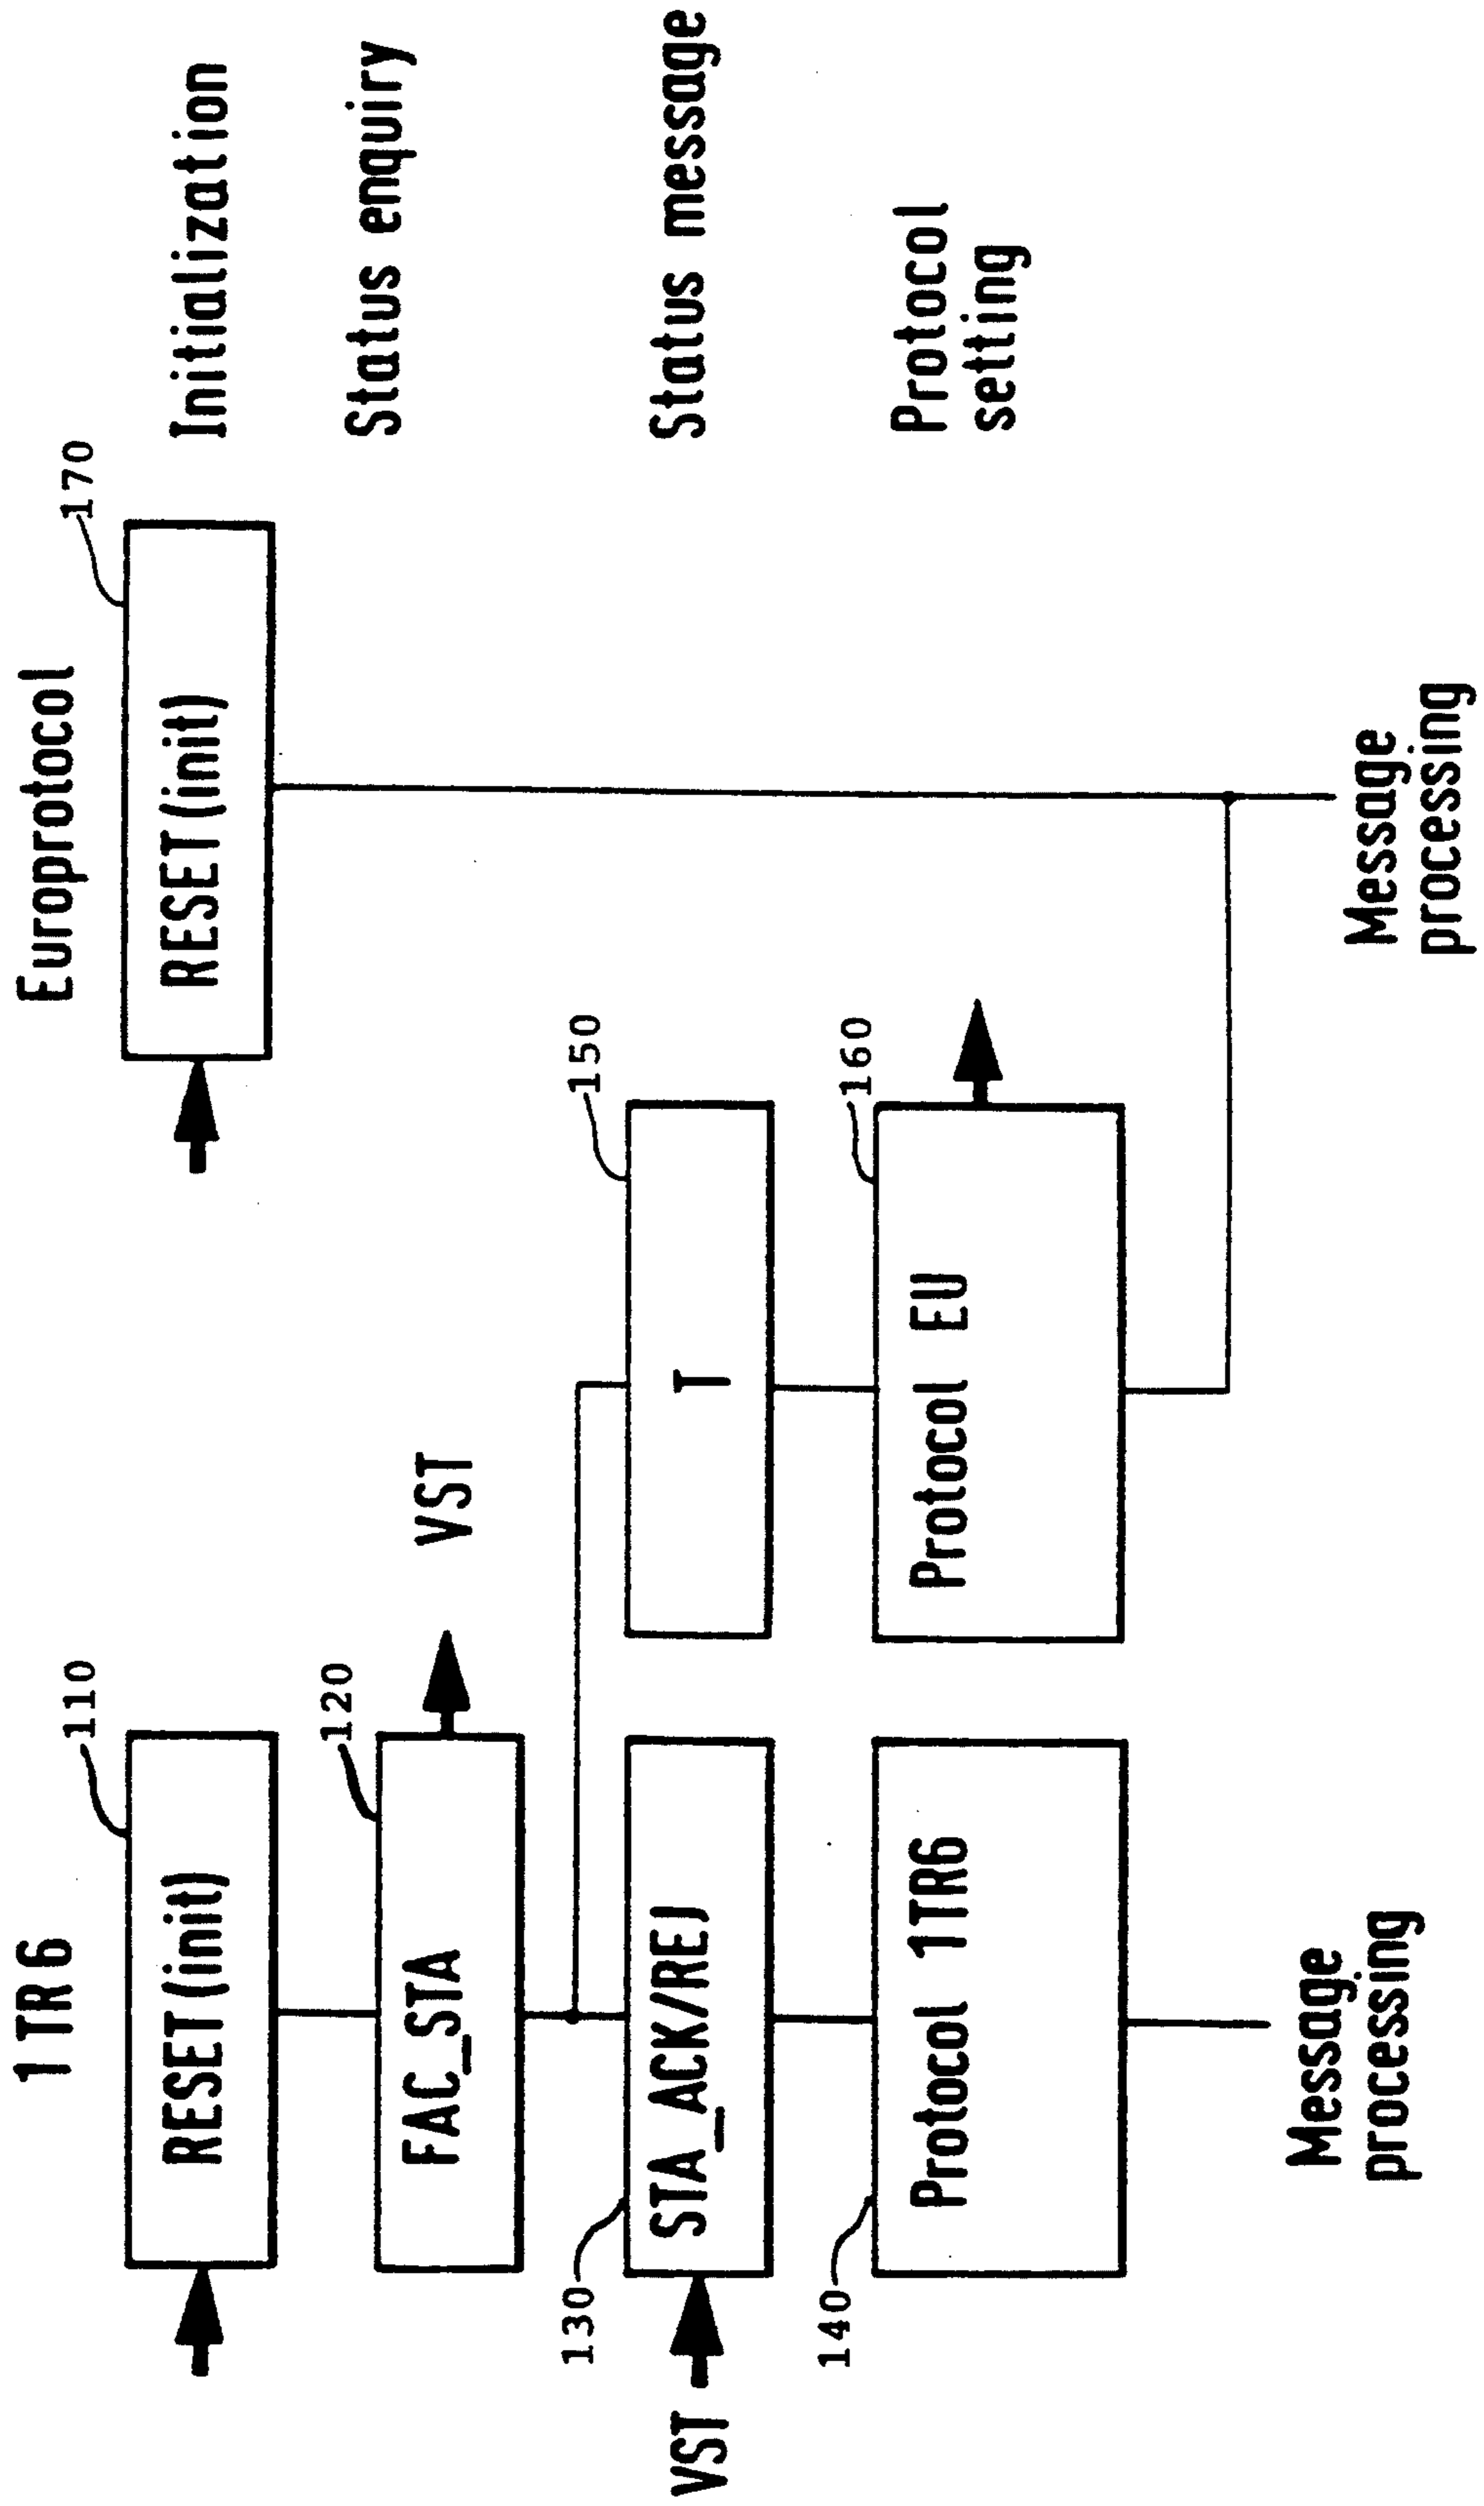 1TR6
Europrotocol
110
170
RESET (init)
RESET (init)
Initialization
120
Status enquiry
FAC_STA
VST
130
150
VST
STA_ACK/REJ
T
Status message
140
160
Protocol 1TR6
Protocol EU
Protocol
setting
Message
processing
Message
processing